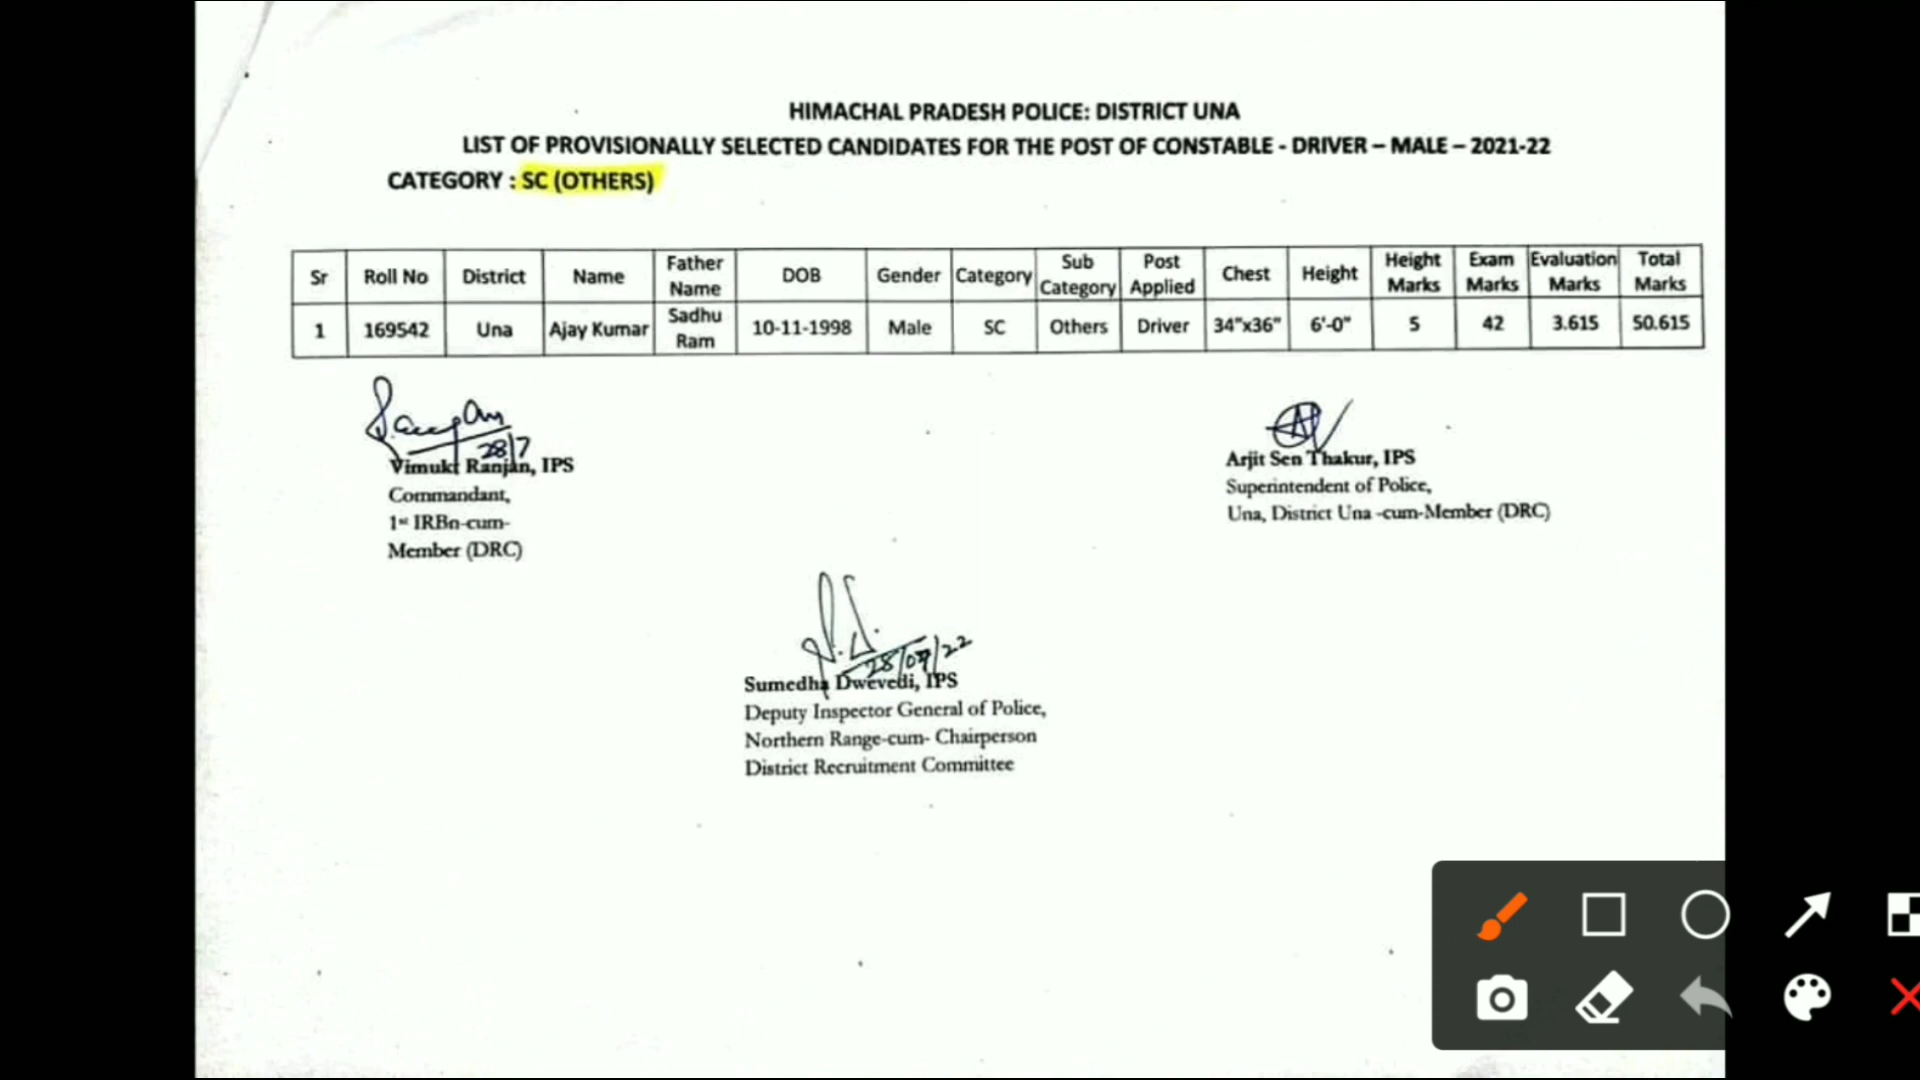 HIMACHAL PRADESH POLICE: DISTRICT UNA
LIST OF PROVISIONALLY SELECTED CANDIDATES FOR THE POST OF CONSTABLE - DRIVER – MALE – 2021-22
CATEGORY : SC (OTHERS)
Sr Roll No District Name Father Name DOB Gender Category Sub Category Post Applied Chest Height Height Marks Exam Marks Evaluation Marks Total Marks
1 169542 Una Ajay Kumar Sadhu Ram 10-11-1998 Male SC Others Driver 34"x36" 6'-0" 5 42 3.615 50.615
28/7
Vimukt Ranjan, IPS
Commandant,
1st IRBn-cum-
Member (DRC)
Arjit Sen Thakur, IPS
Superintendent of Police,
Una, District Una -cum-Member (DRC)
28/07/22
Sumedha Dwevedi, IPS
Deputy Inspector General of Police,
Northern Range-cum- Chairperson
District Recruitment Committee